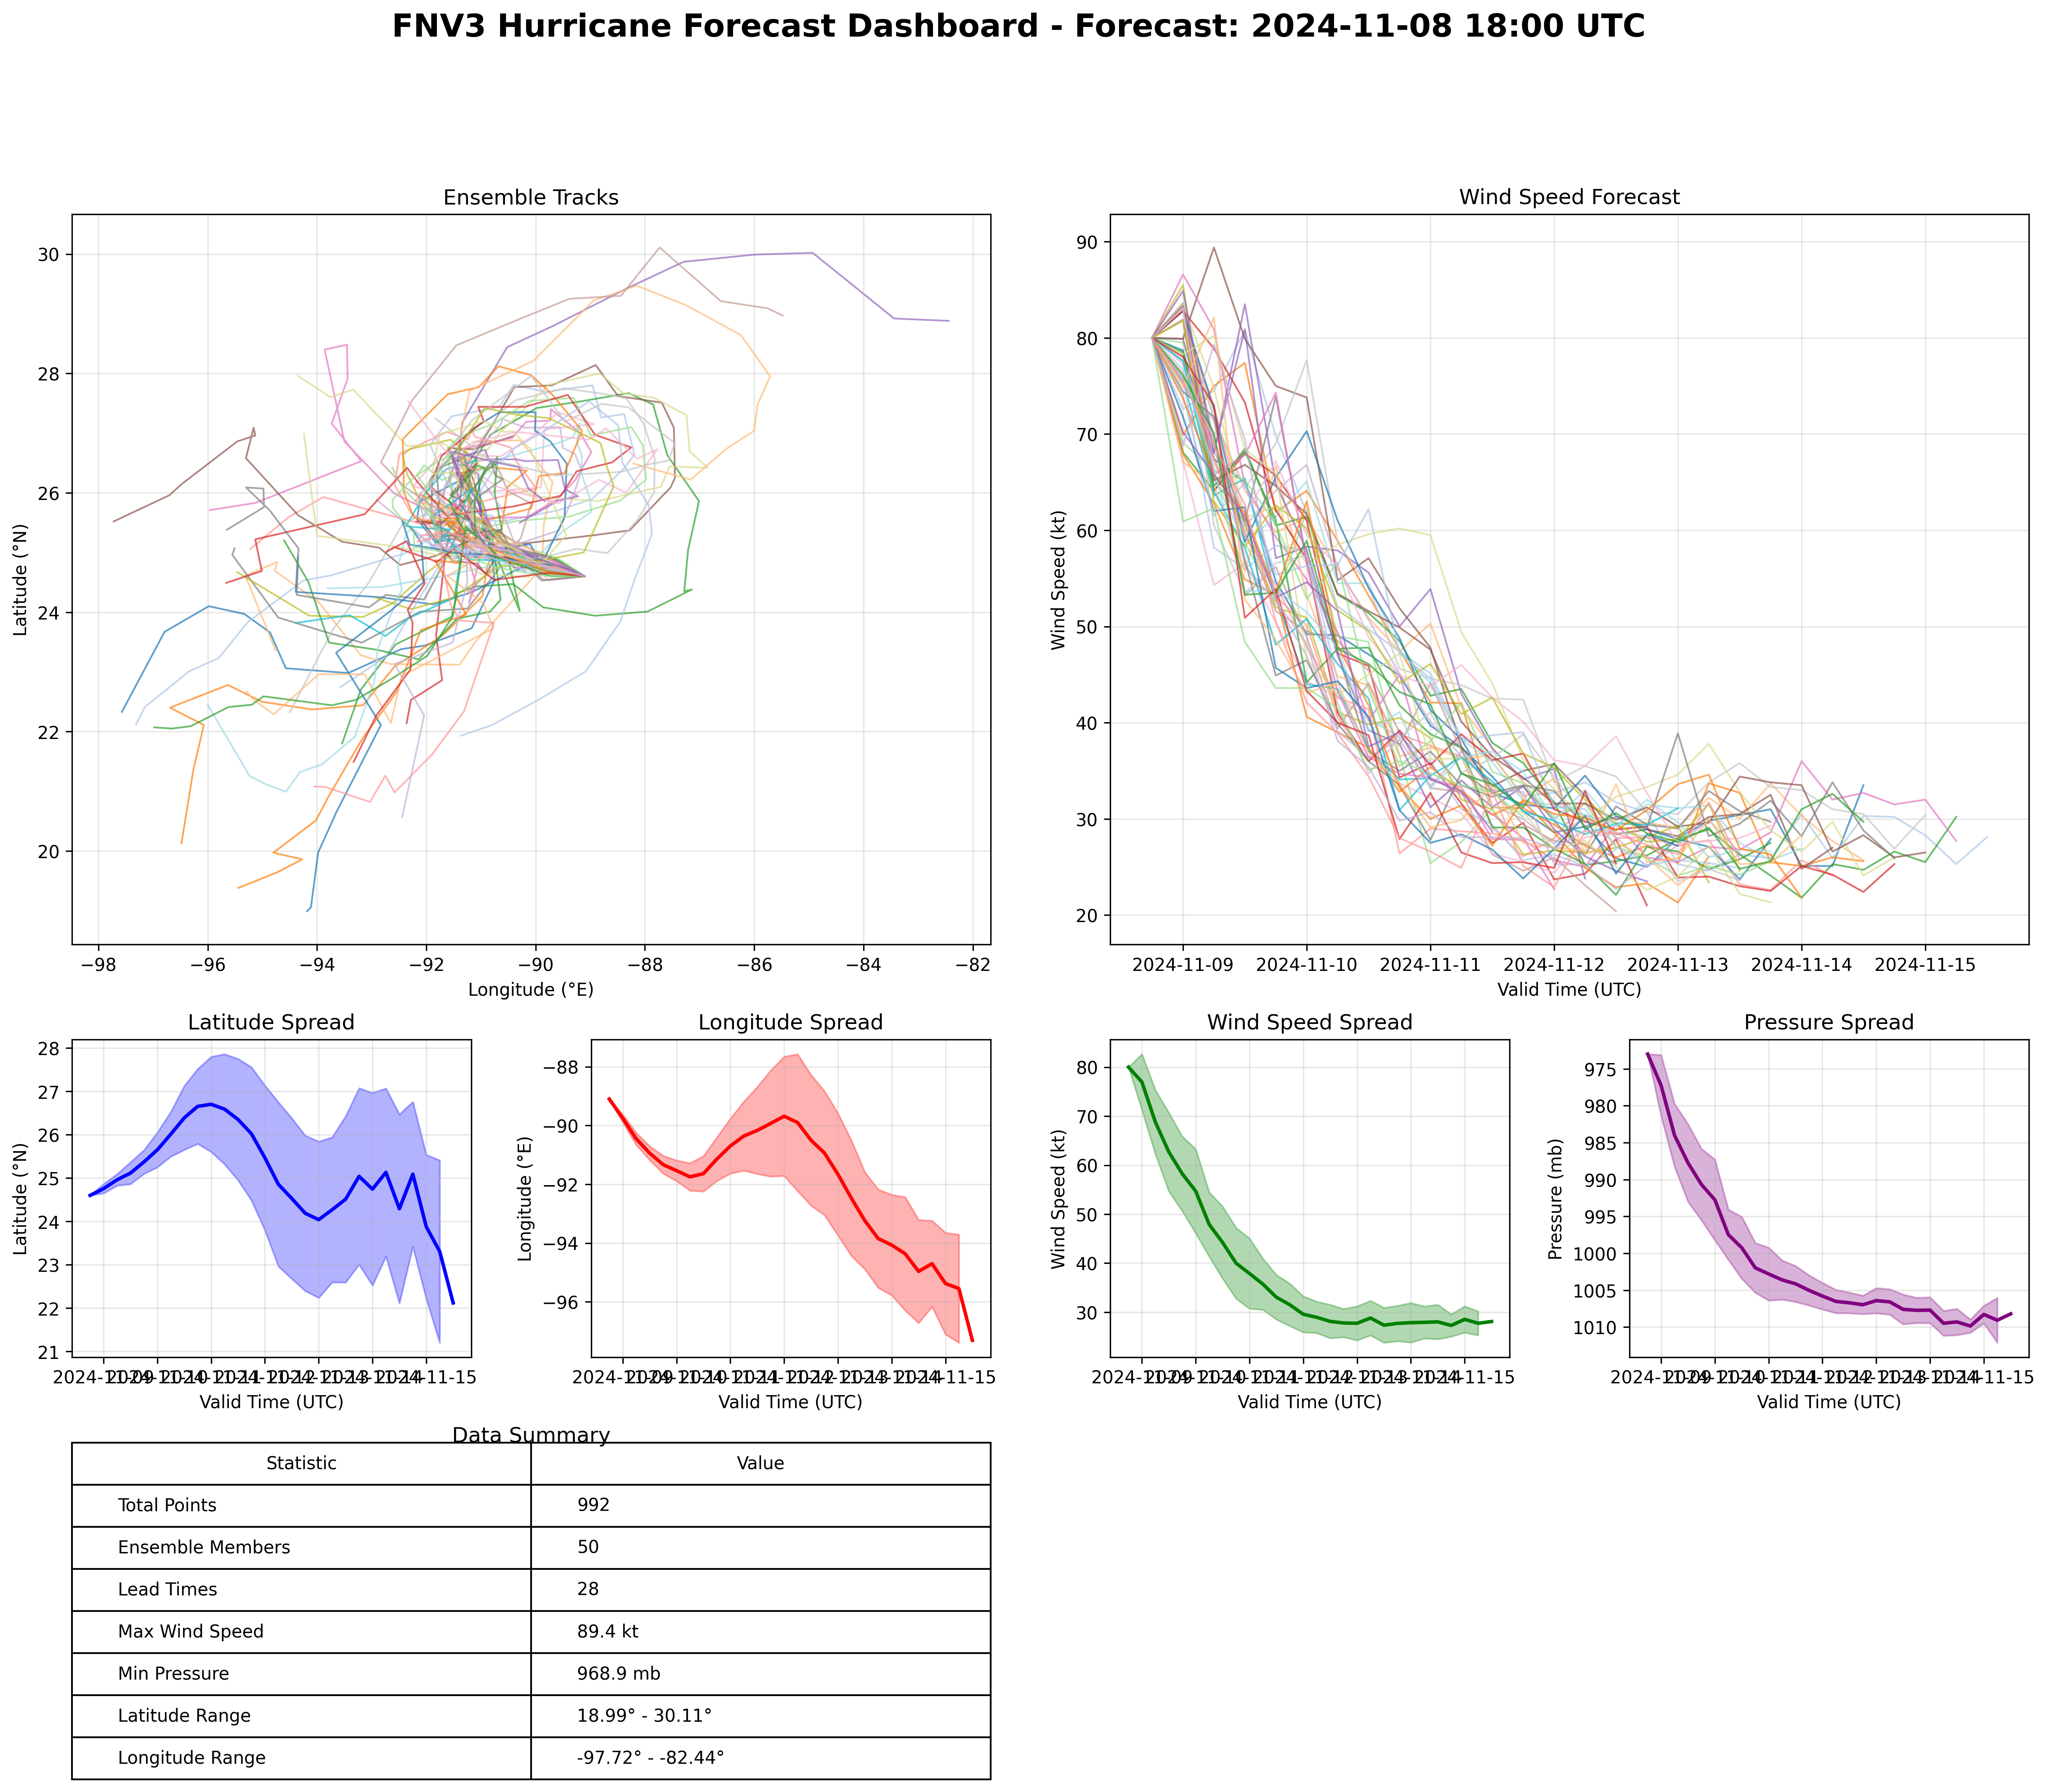 FNV3 Hurricane Forecast Dashboard - Forecast: 2024-11-08 18:00 UTC
Ensemble Tracks
Latitude (°N)
30
28
26
24
22
20
−98 −96 −94 −92 −90 −88 −86 −84 −82
Longitude (°E)
Wind Speed Forecast
Wind Speed (kt)
90
80
70
60
50
40
30
20
2024-11-09 2024-11-10 2024-11-11 2024-11-12 2024-11-13 2024-11-14 2024-11-15
Valid Time (UTC)
Latitude Spread
Latitude (°N)
28
27
26
25
24
23
22
21
Valid Time (UTC)
Longitude Spread
Longitude (°E)
−88
−90
−92
−94
−96
Valid Time (UTC)
Wind Speed Spread
Wind Speed (kt)
80
70
60
50
40
30
Valid Time (UTC)
Pressure Spread
Pressure (mb)
975
980
985
990
995
1000
1005
1010
Valid Time (UTC)
Data Summary
Statistic Value
Total Points 992
Ensemble Members 50
Lead Times 28
Max Wind Speed 89.4 kt
Min Pressure 968.9 mb
Latitude Range 18.99° - 30.11°
Longitude Range -97.72° - -82.44°